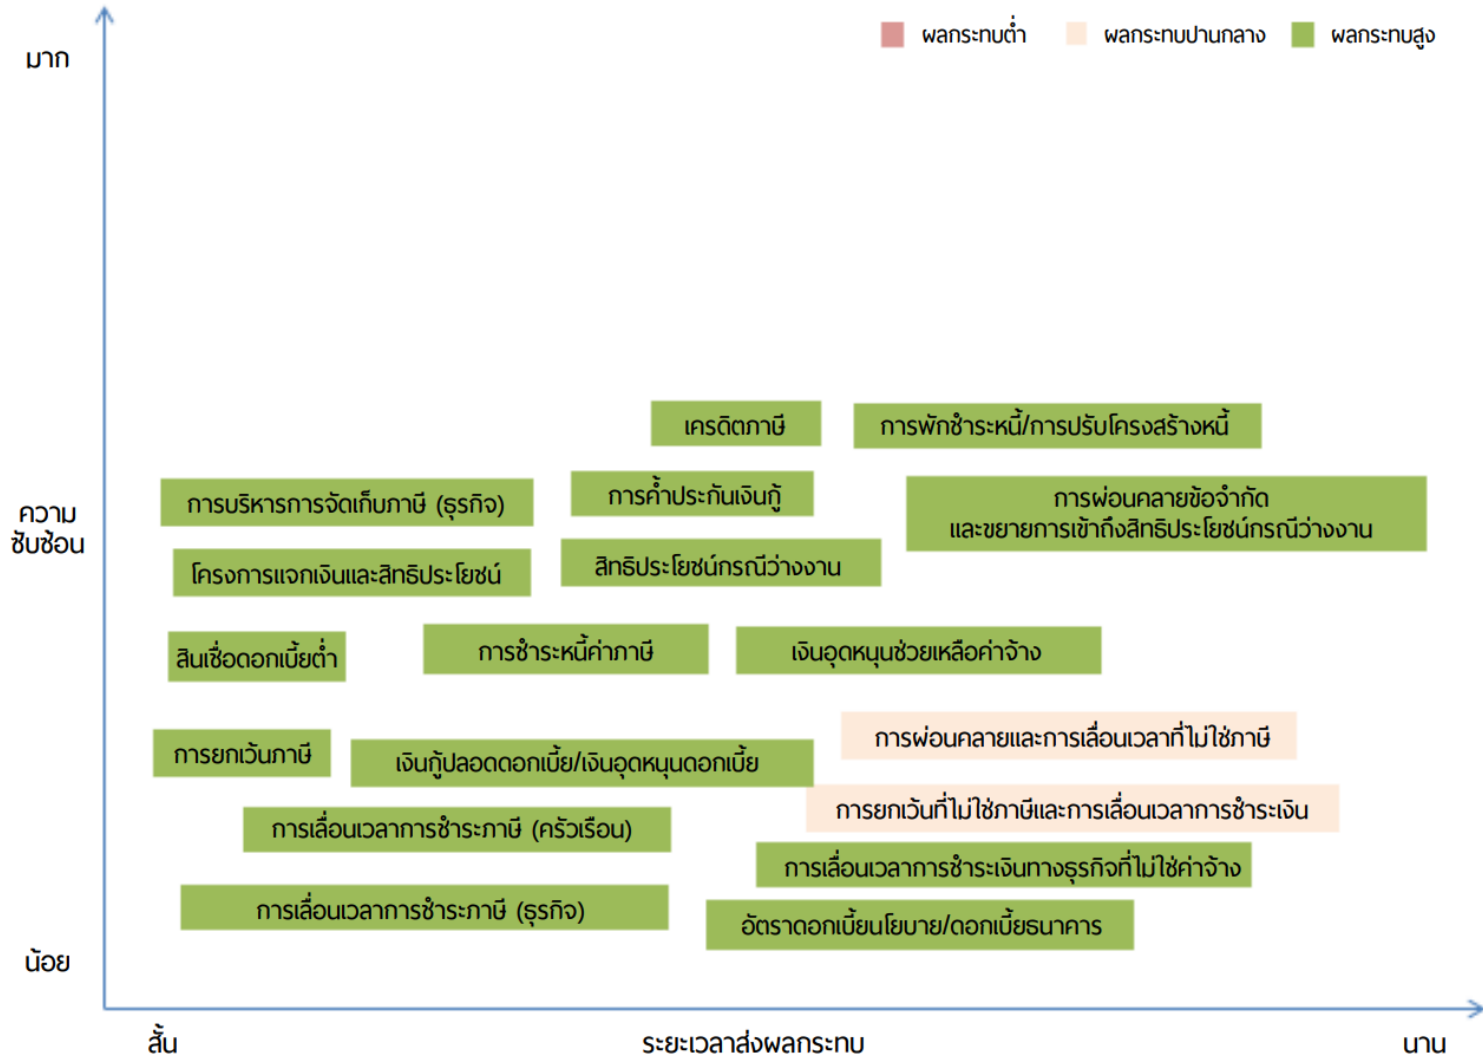 มาก
ผลกระทบต่ำ
ผลกระทบปานกลาง
ผลกระทบสูง
เครดิตภาษี
การพักชำระหนี้/การปรับโครงสร้างหนี้
การบริหารการจัดเก็บภาษี (ธุรกิจ)
การค้ำประกันเงินกู้
การผ่อนคลายข้อจำกัด
และขยายการเข้าถึงสิทธิประโยชน์กรณีว่างงาน
ความ
ซับซ้อน
โครงการแจกเงินและสิทธิประโยชน์
สิทธิประโยชน์กรณีว่างงาน
สินเชื่อดอกเบี้ยต่ำ
การชำระหนี้ค่าภาษี
เงินอุดหนุนช่วยเหลือค่าจ้าง
การผ่อนคลายและการเลื่อนเวลาที่ไม่ใช่ภาษี
การยกเว้นภาษี
เงินกู้ปลอดดอกเบี้ย/เงินอุดหนุนดอกเบี้ย
การยกเว้นที่ไม่ใช่ภาษีและการเลื่อนเวลาการชำระเงิน
การเลื่อนเวลาการชำระภาษี (ครัวเรือน)
การเลื่อนเวลาการชำระเงินทางธุรกิจที่ไม่ใช่ค่าจ้าง
การเลื่อนเวลาการชำระภาษี (ธุรกิจ)
อัตราดอกเบี้ยนโยบาย/ดอกเบี้ยธนาคาร
น้อย
สั้น
ระยะเวลาส่งผลกระทบ
นาน